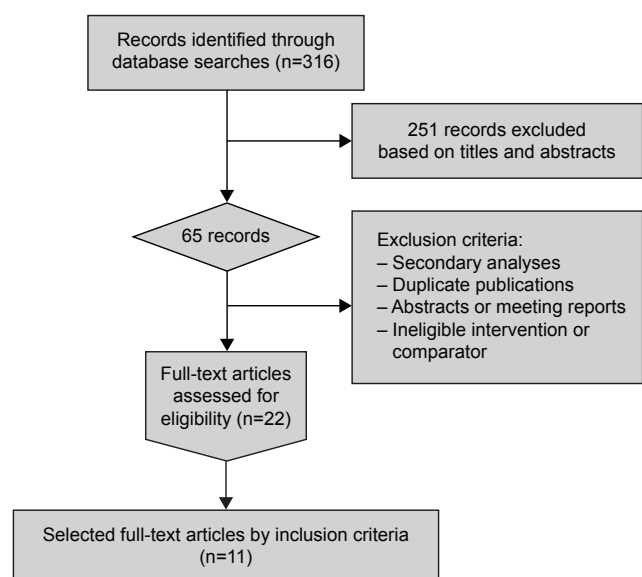 Records identified through
database searches (n=316)
251 records excluded
based on titles and abstracts
65 records
Exclusion criteria:
– Secondary analyses
– Duplicate publications
– Abstracts or meeting reports
– Ineligible intervention or
comparator
Full-text articles
assessed for
eligibility (n=22)
Selected full-text articles by inclusion criteria
(n=11)